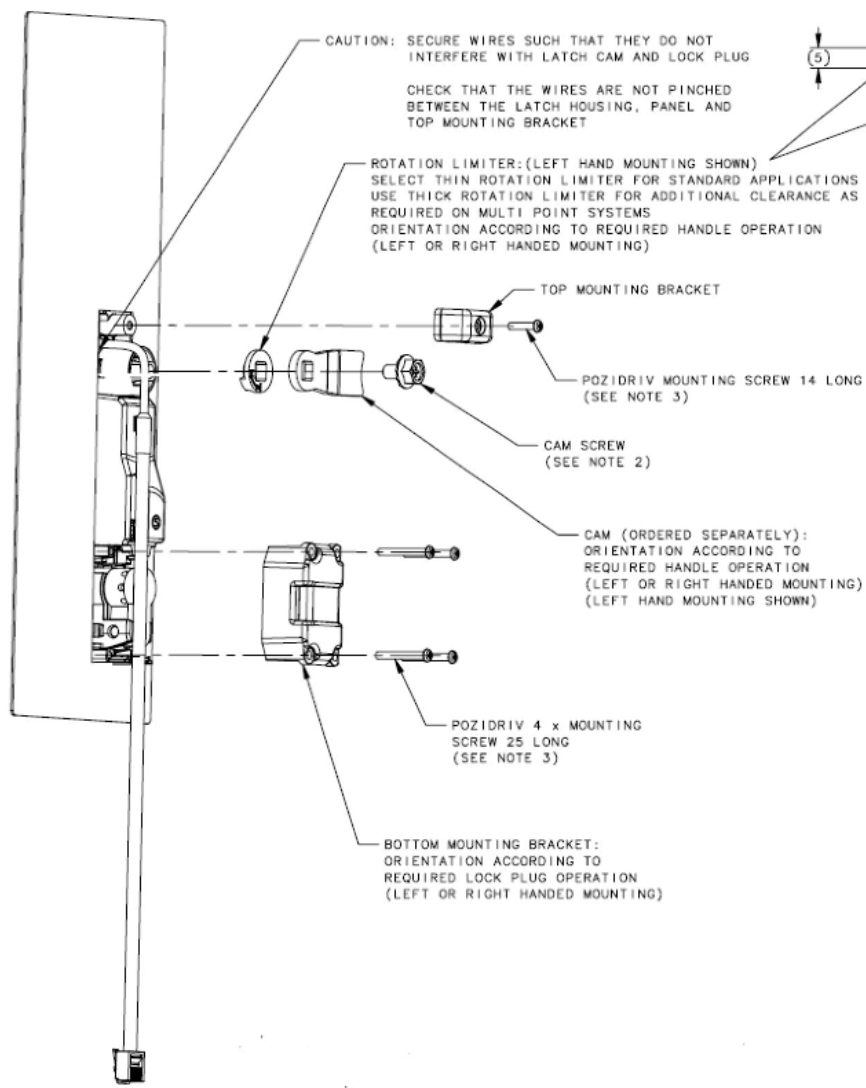 CAUTION: SECURE WIRES SUCH THAT THEY DO NOT
INTERFERE WITH LATCH CAM AND LOCK PLUG
CHECK THAT THE WIRES ARE NOT PINCHED
BETWEEN THE LATCH HOUSING, PANEL AND
TOP MOUNTING BRACKET
(5)
ROTATION LIMITER:(LEFT HAND MOUNTING SHOWN)
SELECT THIN ROTATION LIMITER FOR STANDARD APPLICATIONS
USE THICK ROTATION LIMITER FOR ADDITIONAL CLEARANCE AS
REQUIRED ON MULTI POINT SYSTEMS
ORIENTATION ACCORDING TO REQUIRED HANDLE OPERATION
(LEFT OR RIGHT HANDED MOUNTING)
TOP MOUNTING BRACKET
POZIDRIV MOUNTING SCREW 14 LONG
(SEE NOTE 3)
CAM SCREW
(SEE NOTE 2)
CAM (ORDERED SEPARATELY):
ORIENTATION ACCORDING TO
REQUIRED HANDLE OPERATION
(LEFT OR RIGHT HANDED MOUNTING)
(LEFT HAND MOUNTING SHOWN)
POZIDRIV 4 x MOUNTING
SCREW 25 LONG
(SEE NOTE 3)
BOTTOM MOUNTING BRACKET:
ORIENTATION ACCORDING TO
REQUIRED LOCK PLUG OPERATION
(LEFT OR RIGHT HANDED MOUNTING)